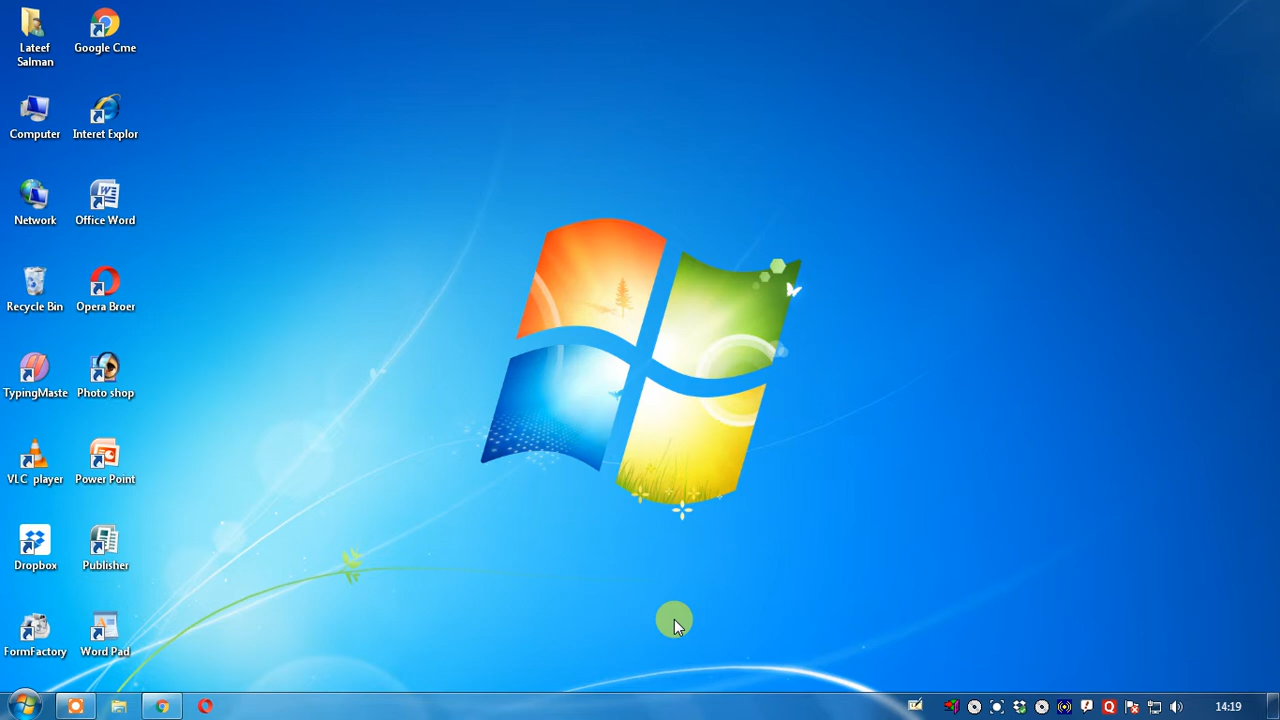 Lateef
Salman
Google Cme
Computer
Interet Explor
Network
Office Word
Recycle Bin
Opera Broer
TypingMaste
Photo shop
VLC player
Power Point
Dropbox
Publisher
FormFactory
Word Pad
14:19